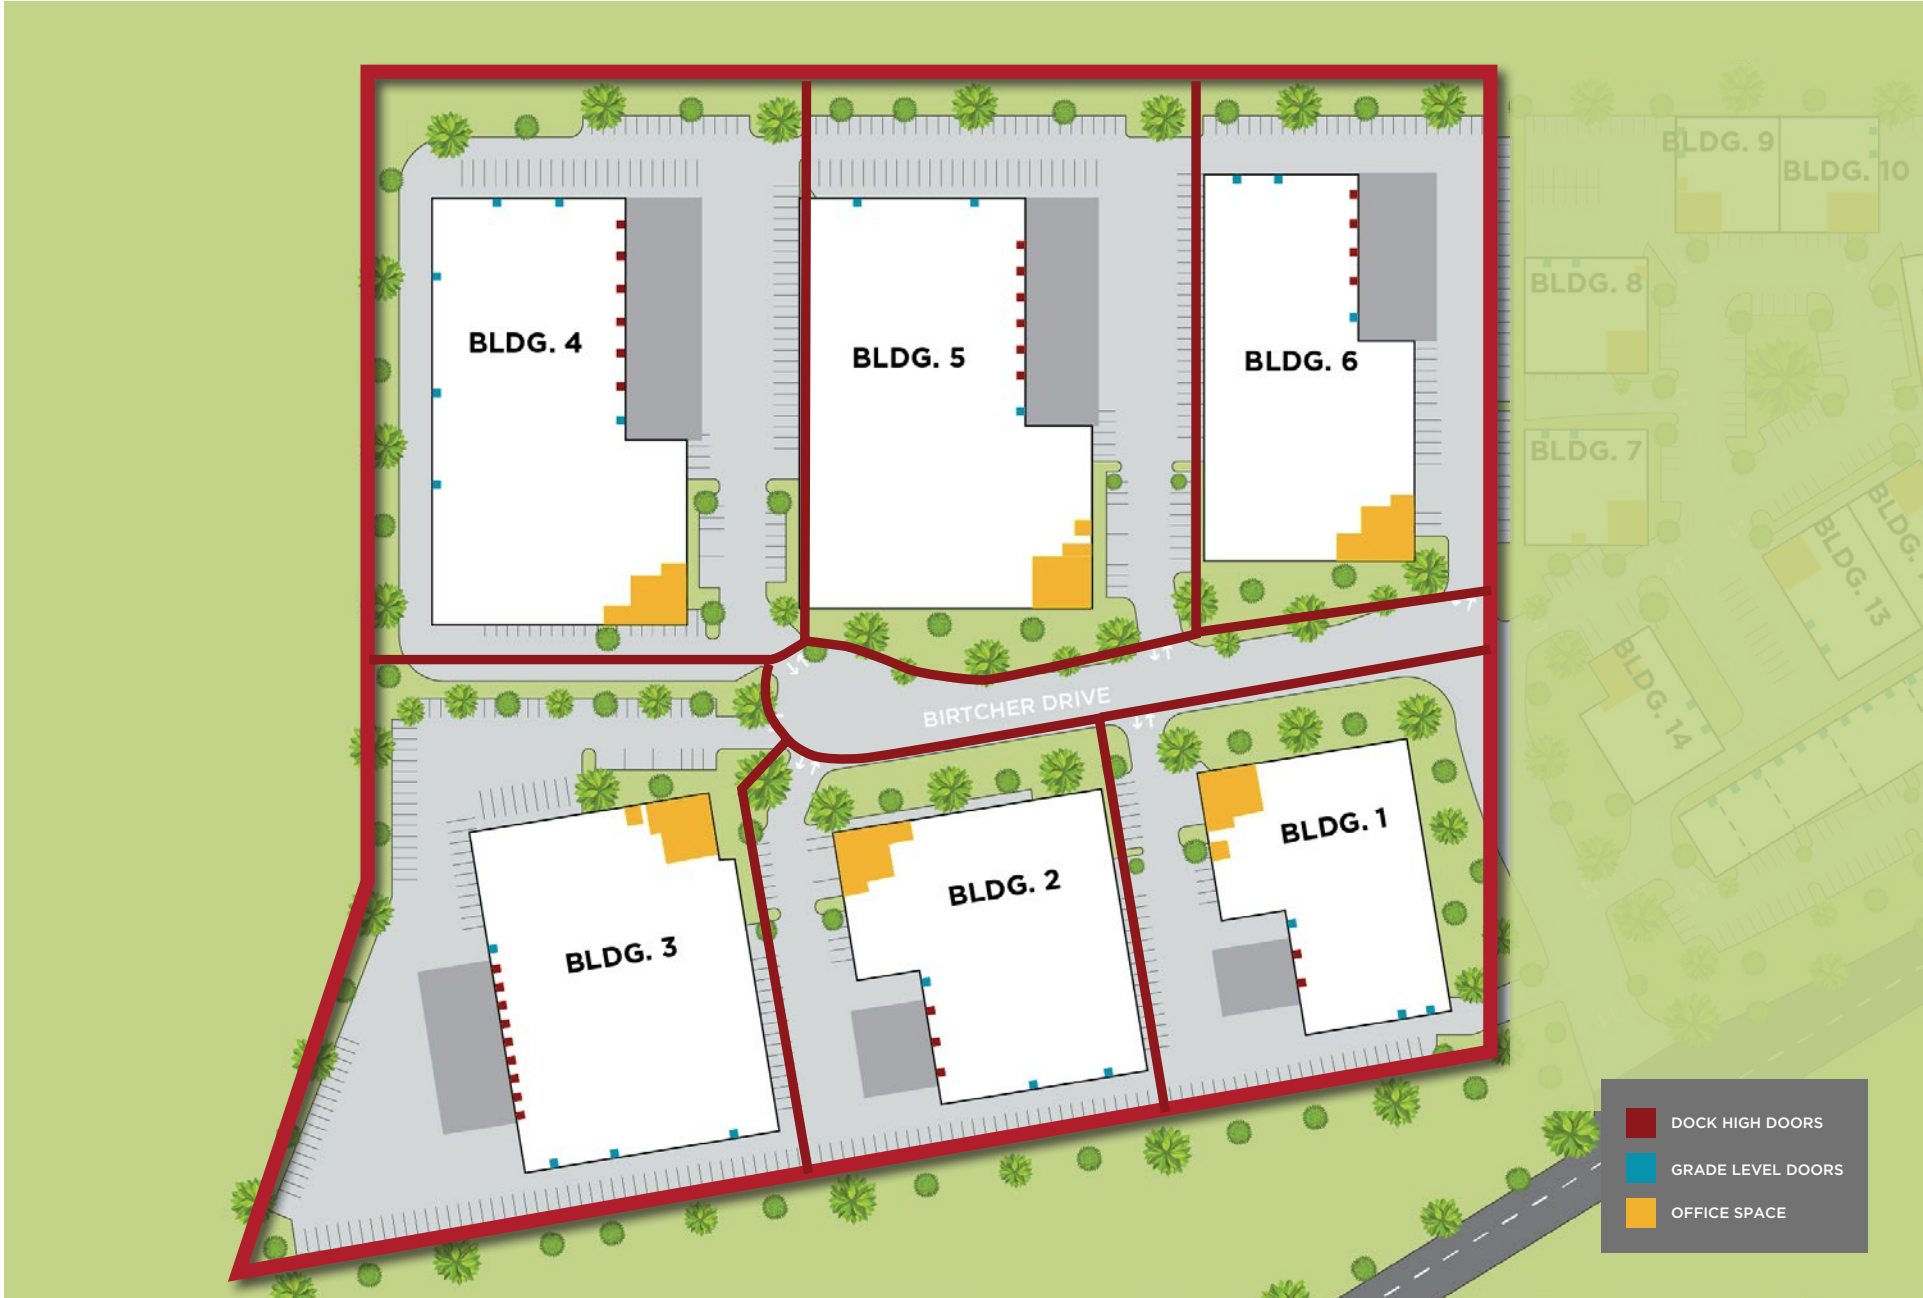 BLDG. 9
BLDG. 10
BLDG. 8
BLDG. 4
BLDG. 5
BLDG. 6
BLDG. 7
BLDG. 13
BLDG. 14
BIRTCHER DRIVE
BLDG. 3
BLDG. 2
BLDG. 1
DOCK HIGH DOORS
GRADE LEVEL DOORS
OFFICE SPACE